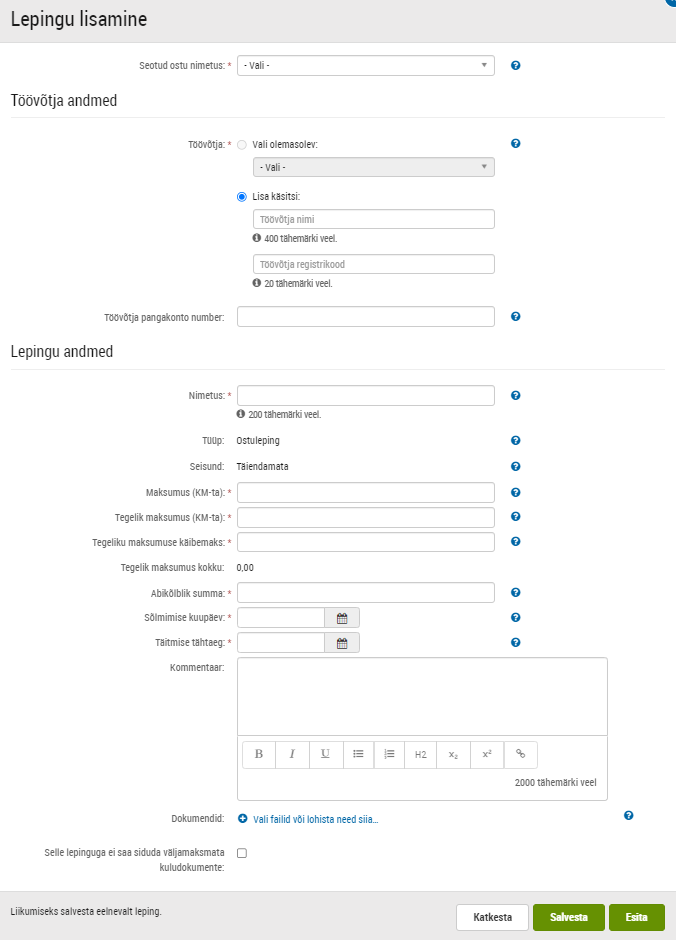 Lepingu lisamine
Seotud ostu nimetus: * - Vali -
Töövõtja andmed
Töövõtja: * Vali olemasolev:
- Vali -
Lisa käsitsi:
Töövõtja nimi
400 tähemärki veel.
Töövõtja registrikood
20 tähemärki veel.
Töövõtja pangakonto number:
Lepingu andmed
Nimetus: *
200 tähemärki veel.
Tüüp: Ostuleping
Seisund: Täiendamata
Maksumus (KM-ta): *
Tegelik maksumus (KM-ta): *
Tegeliku maksumuse käibemaks: *
Tegelik maksumus kokku: 0,00
Abikõlblik summa: *
Sõlmimise kuupäev: *
Täitmise tähtaeg: *
Kommentaar:
B I U H2 x₂ x²
2000 tähemärki veel
Dokumendid: Vali failid või lohista need siia...
Selle lepinguga ei saa siduda väljamaksmata
kuludokumente:
Liikumiseks salvesta eelnevalt leping. Katkesta Salvesta Esita